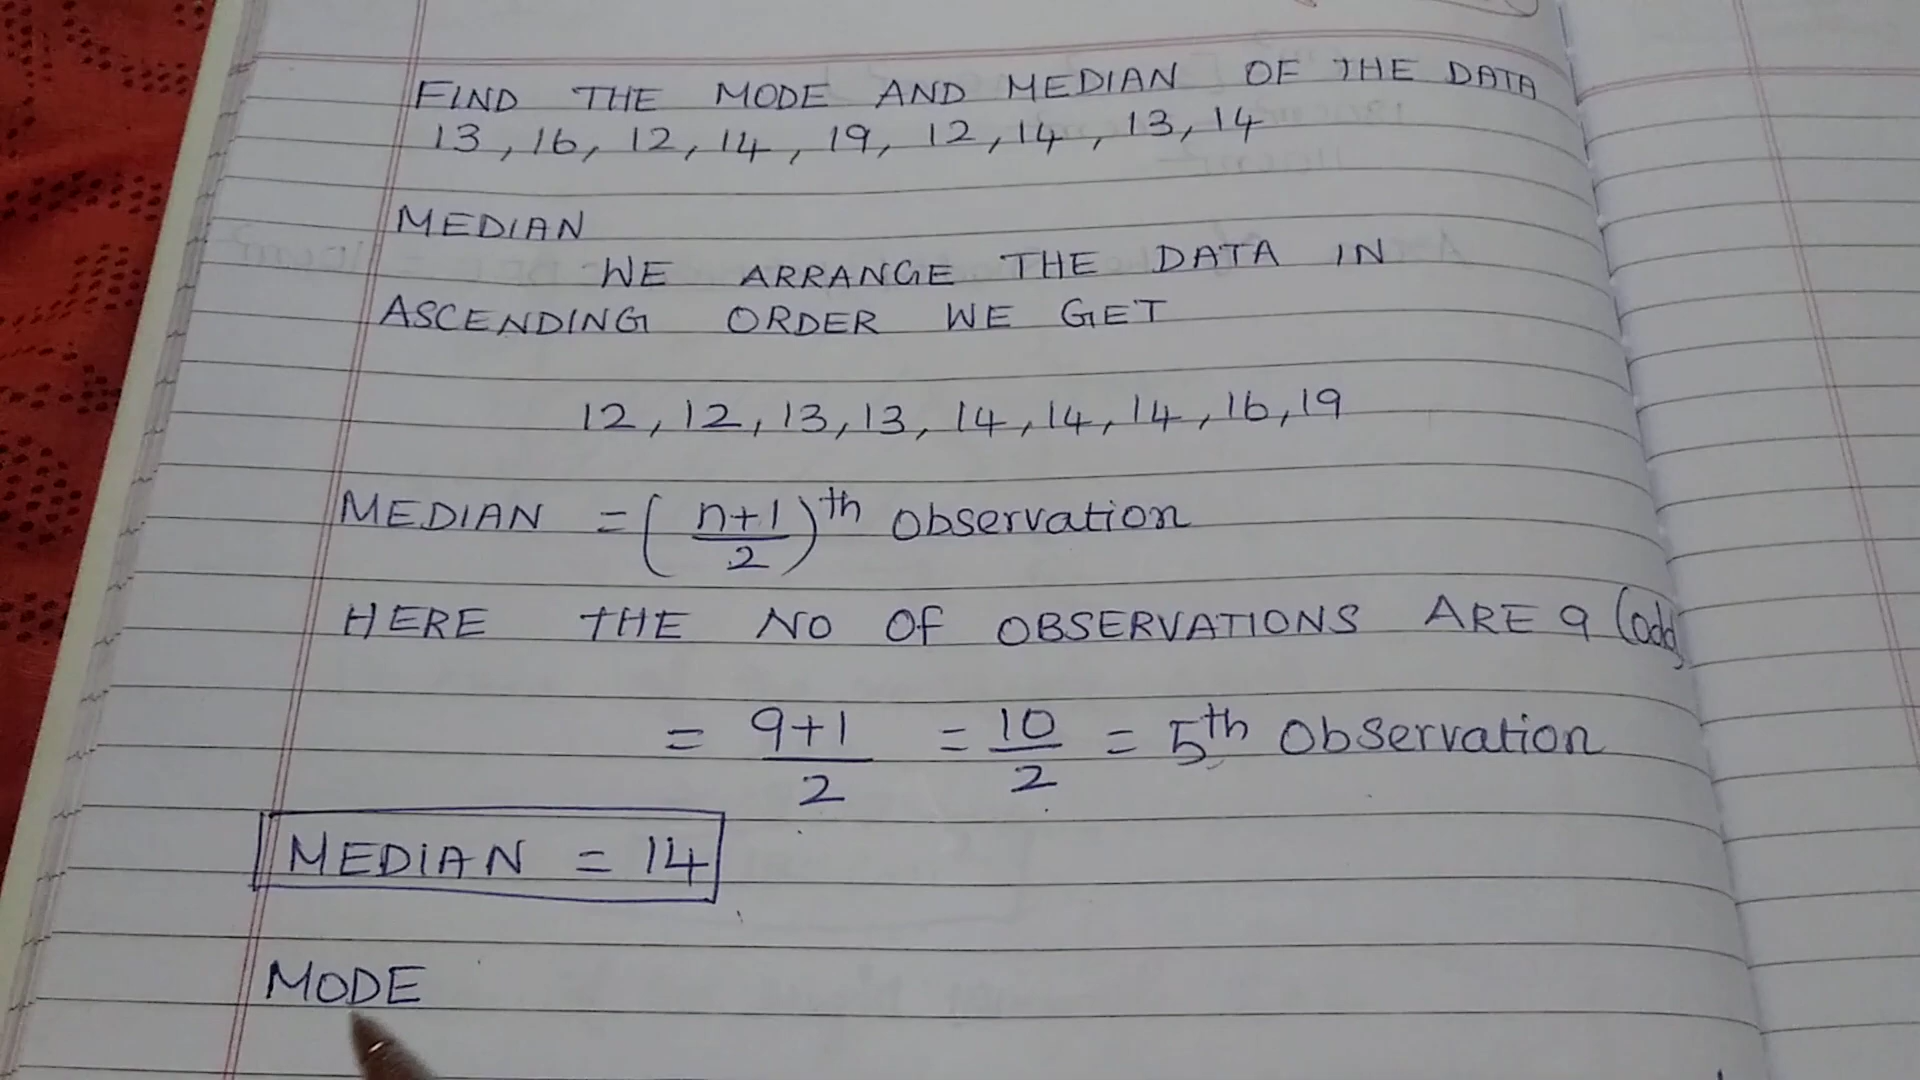 FIND THE MODE AND MEDIAN OF THE DATA
13, 16, 12, 14, 19, 12, 14, 13, 14
MEDIAN
WE ARRANGE THE DATA IN
ASCENDING ORDER WE GET
12, 12, 13, 13, 14, 14, 14, 16, 19
MEDIAN = (n+1/2)th Observation
HERE THE NO OF OBSERVATIONS ARE 9 (odd)
= 9+1/2 = 10/2 = 5th Observation
MEDIAN = 14
MODE